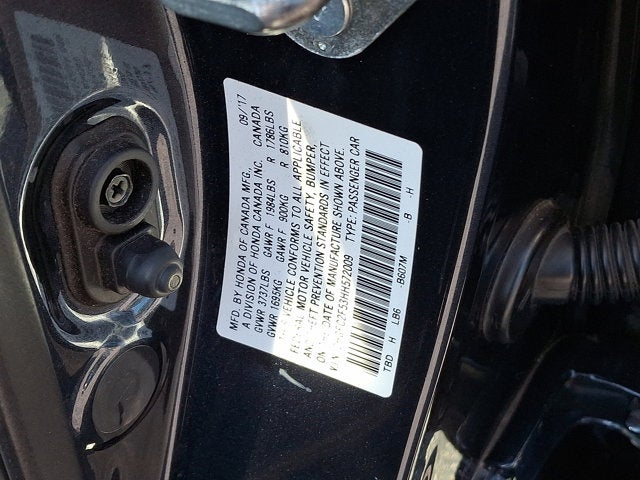 MFD. BY HONDA OF CANADA MFG., 09/'17
A DIVISION OF HONDA CANADA INC. CANADA
GVWR 3737LBS GAWR F 1984LBS R 1786LBS
GVWR 1695KG GAWR F 900KG R 810KG
VEHICLE CONFORMS TO ALL APPLICABLE
MOTOR VEHICLE SAFETY, BUMPER,
AND THEFT PREVENTION STANDARDS IN EFFECT
ON THE DATE OF MANUFACTURE SHOWN ABOVE.
C2F53HH572009 TYPE: PASSENGER CAR
TBD H LB6 -B607M -B -H